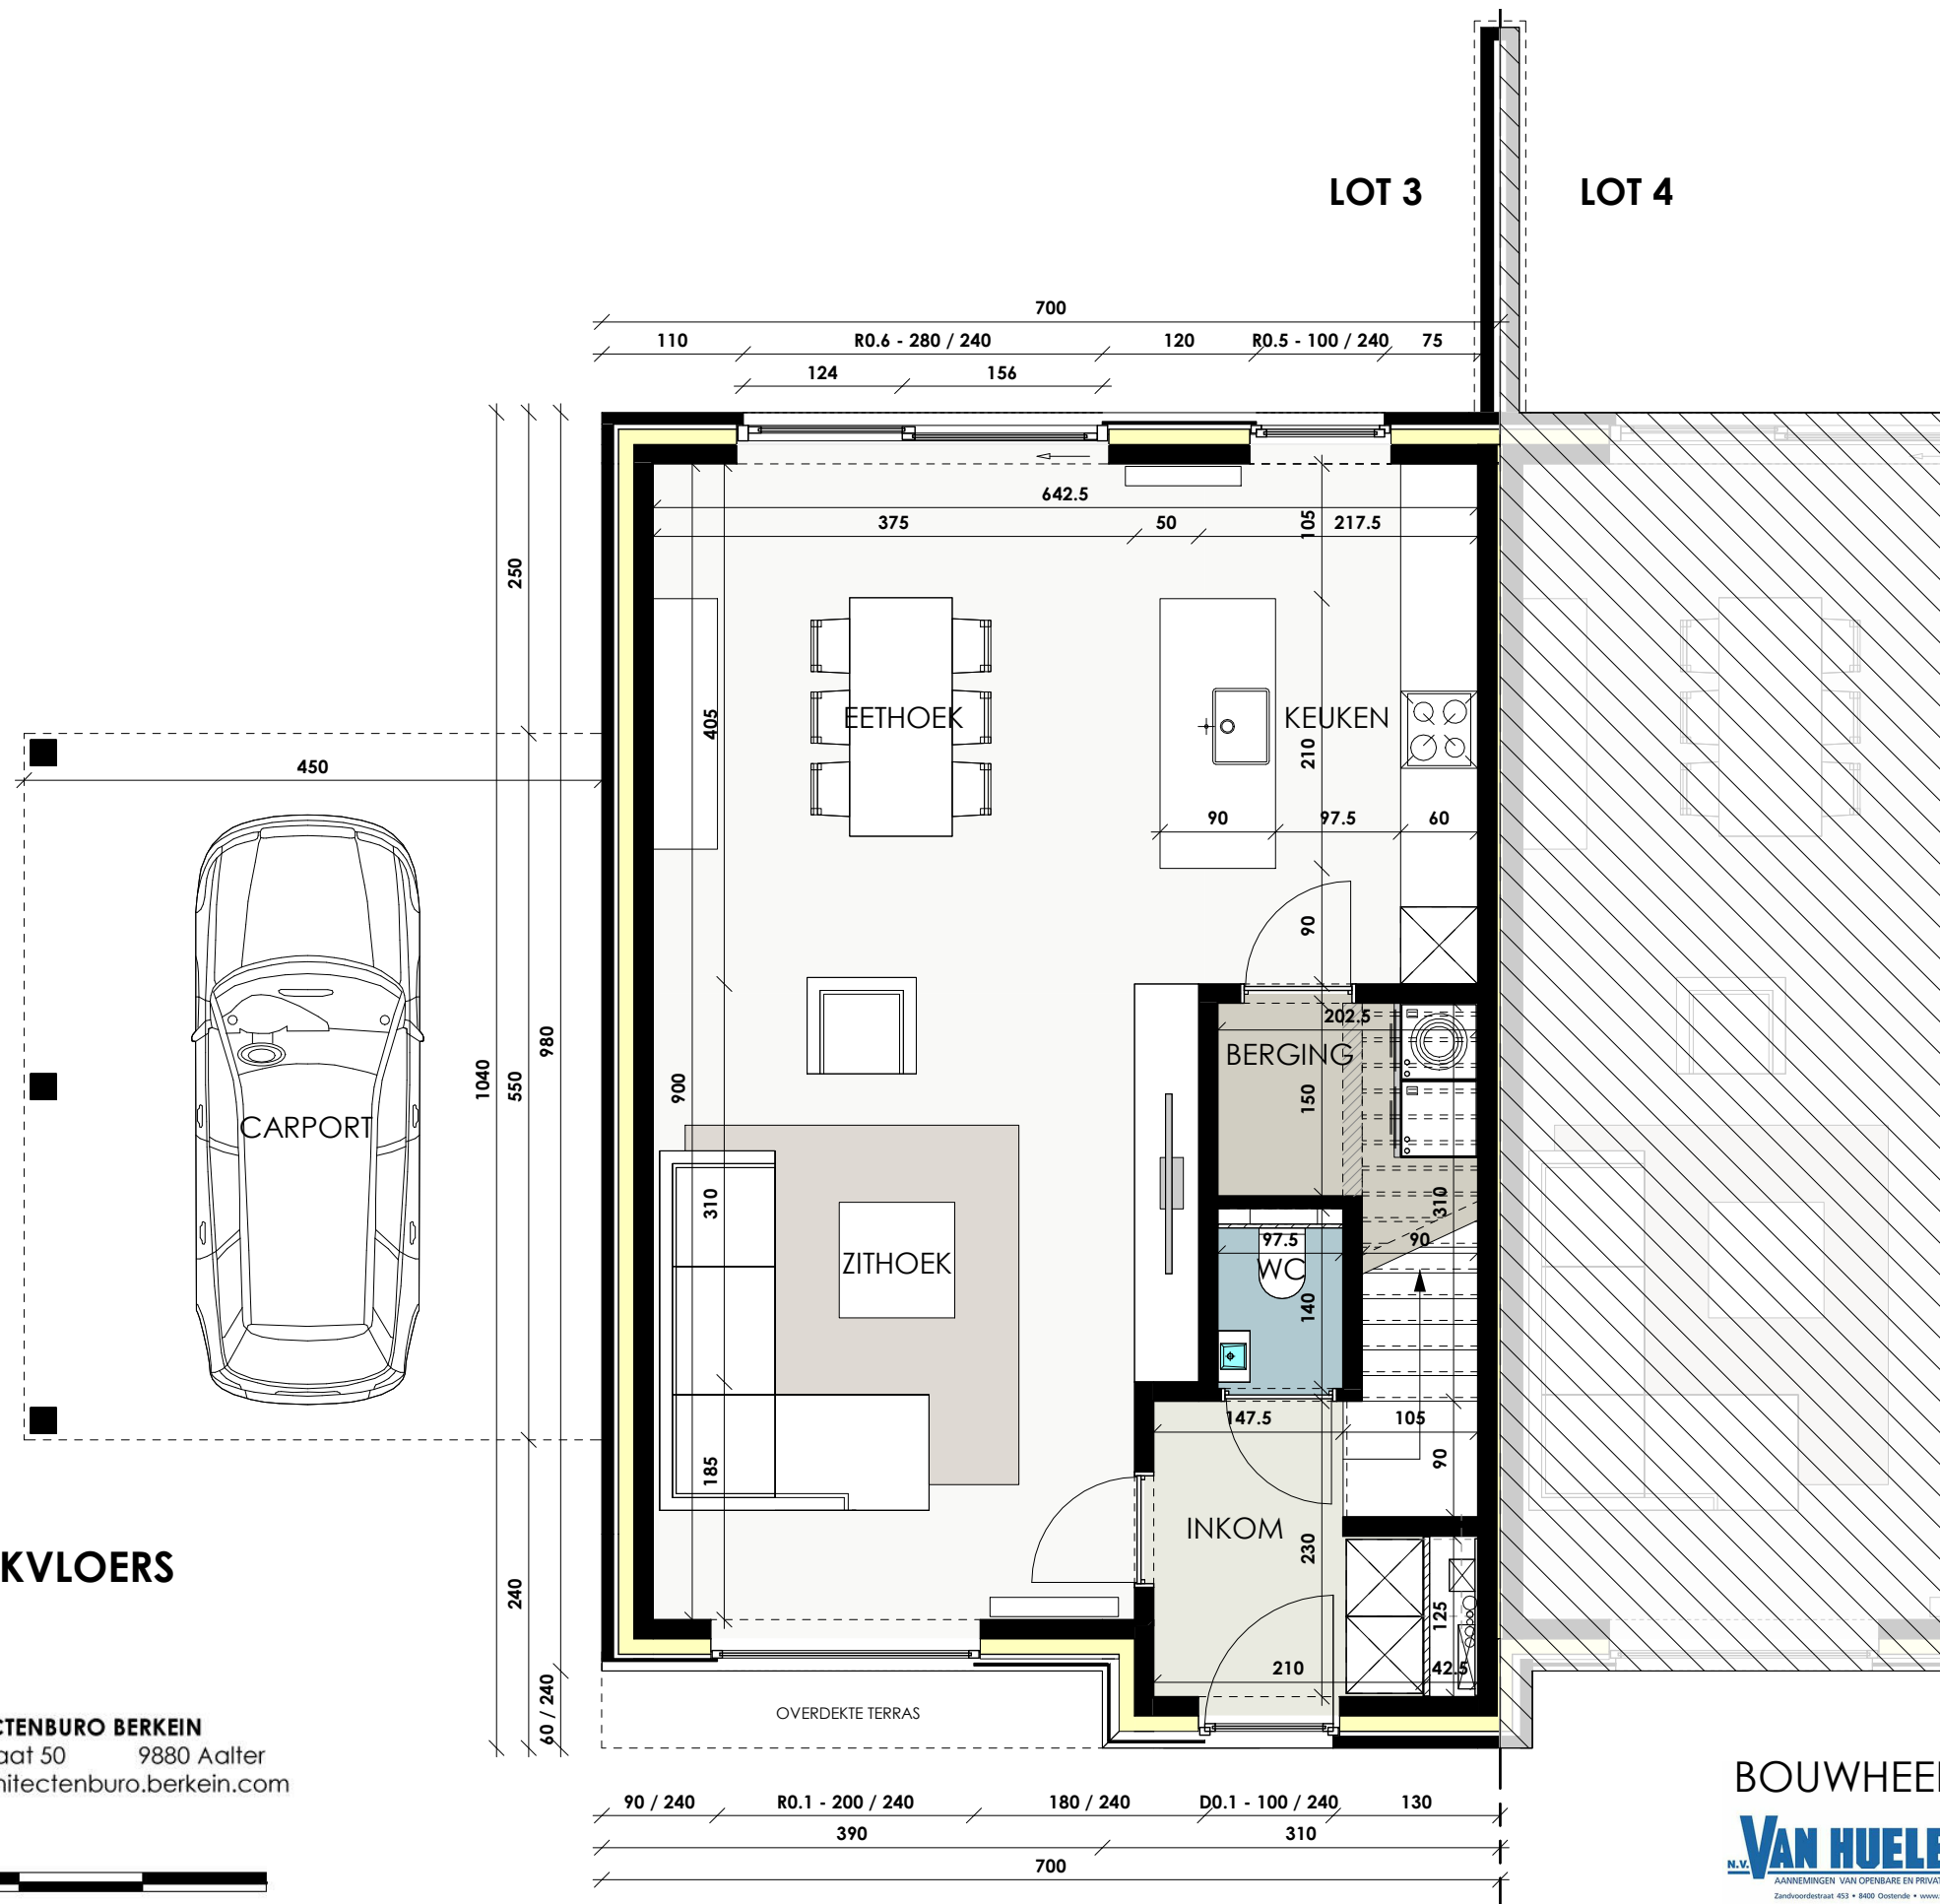 LOT 3
LOT 4
700
110
R0.6 - 280 / 240
120
R0.5 - 100 / 240
75
124
156
642.5
375
50
217.5
105
250
405
EETHOEK
KEUKEN
210
450
90
97.5
60
90
1040
550
980
900
CARPORT
202.5
BERGING
150
310
310
97.5
90
WC
ZITHOEK
140
147.5
105
185
90
INKOM
230
KVLOERS
240
125
210
42.5
60 / 240
OVERDEKTE TERRAS
CTENBURO BERKEIN
aat 50 9880 Aalter
hitectenburo.berkein.com
BOUWHEE
90 / 240
R0.1 - 200 / 240
180 / 240
D0.1 - 100 / 240
130
390
310
700
N.V. VAN HUELE
AANNEMINGEN VAN OPENBARE EN PRIVAT
Zandvoordestraat 453 • 8400 Oostende • www.